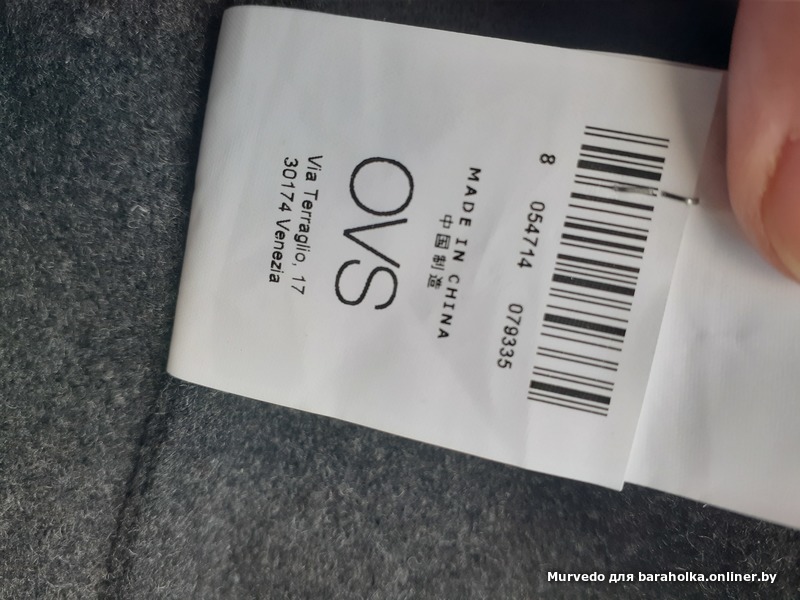 8 054714 079335
MADE IN CHINA
中国制造
OVS
Via Terraglio, 17
30174 Venezia
Murvedo для baraholka.onliner.by